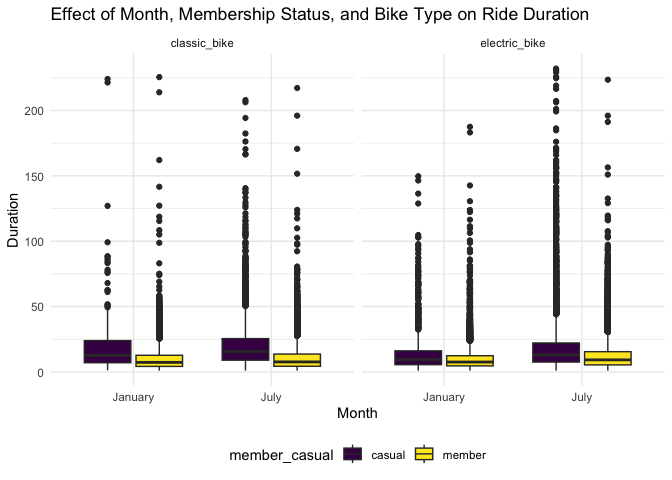 Effect of Month, Membership Status, and Bike Type on Ride Duration
classic_bike
electric_bike
200
150
100
50
0
Duration
January
July
January
July
Month
member_casual
casual
member